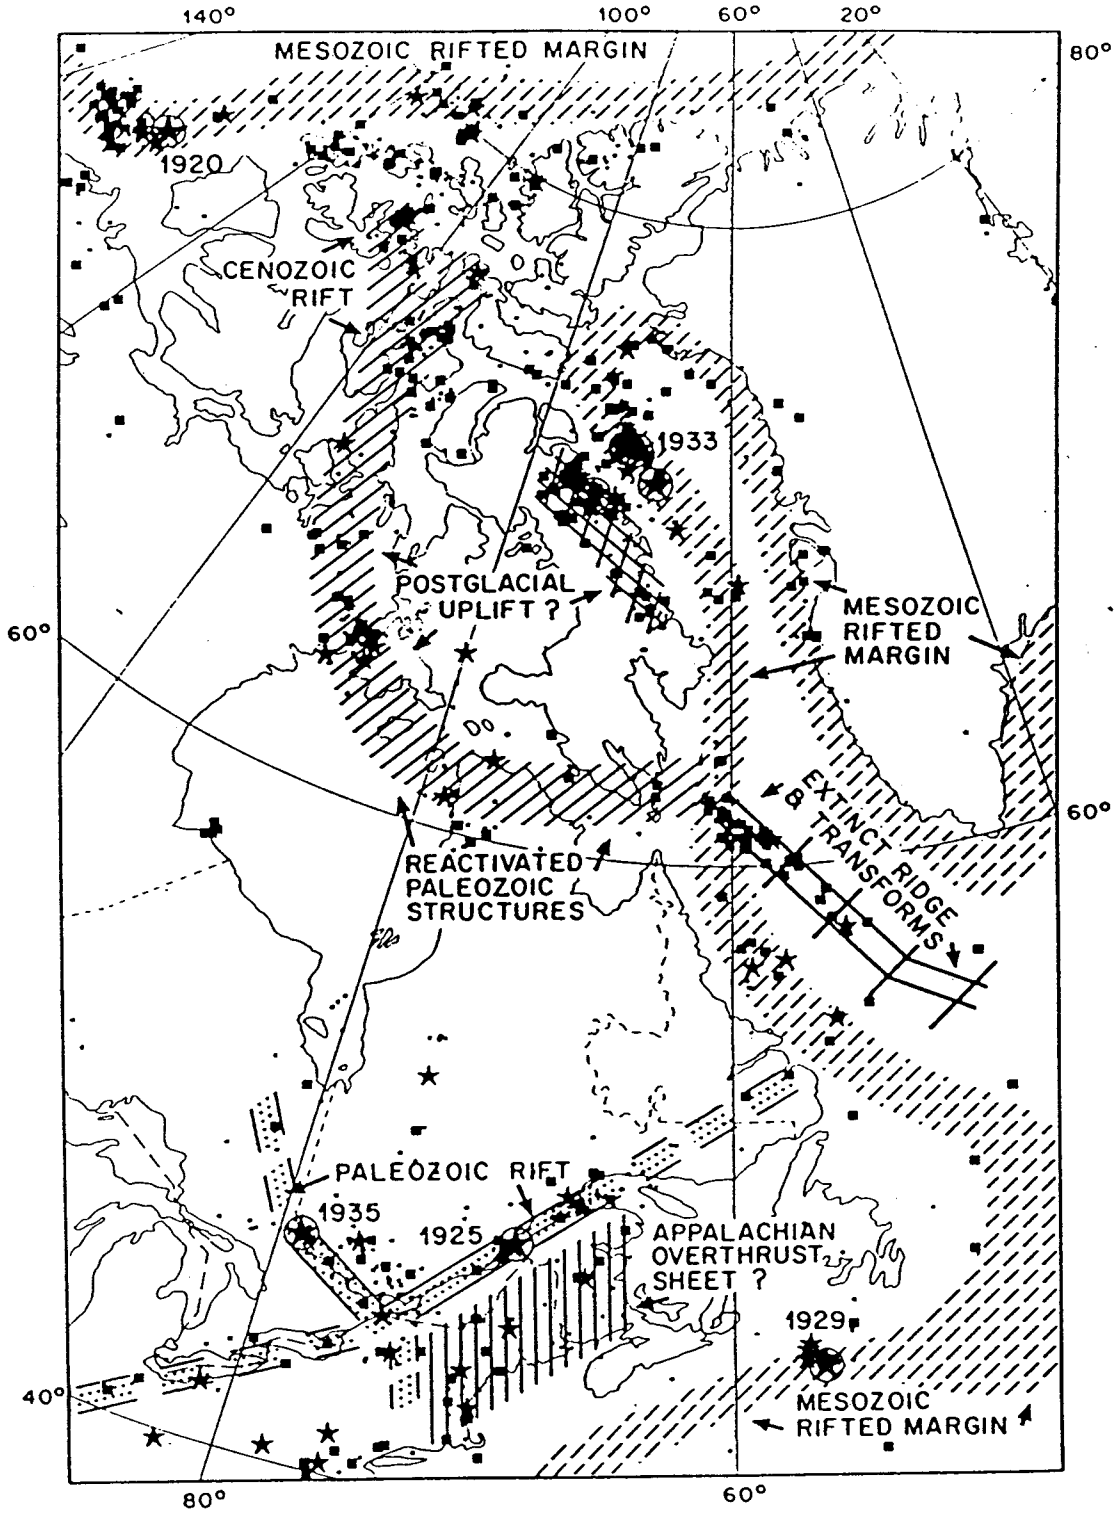 140° 100° 60° 20°
80°
MESOZOIC RIFTED MARGIN
1920
CENOZOIC
RIFT
1933
POSTGLACIAL
UPLIFT ?
MESOZOIC
RIFTED
MARGIN
60°
EXTINCT RIDGE
& TRANSFORMS
60°
REACTIVATED
PALEOZOIC
STRUCTURES
PALEOZOIC RIFT
1935
1925
APPALACHIAN
OVERTHRUST
SHEET ?
1929
40°
MESOZOIC
RIFTED MARGIN
80° 60°